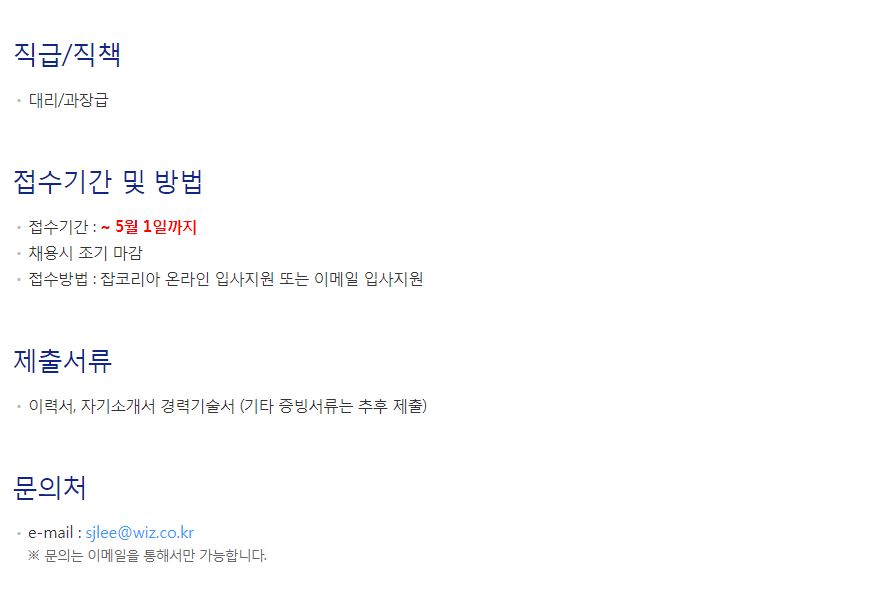 직급/직책
• 대리/과장급
접수기간 및 방법
• 접수기간 : ~ 5월 1일까지
• 채용시 조기 마감
• 접수방법 : 잡코리아 온라인 입사지원 또는 이메일 입사지원
제출서류
• 이력서, 자기소개서 경력기술서 (기타 증빙서류는 추후 제출)
문의처
• e-mail : sjlee@wiz.co.kr
※ 문의는 이메일을 통해서만 가능합니다.